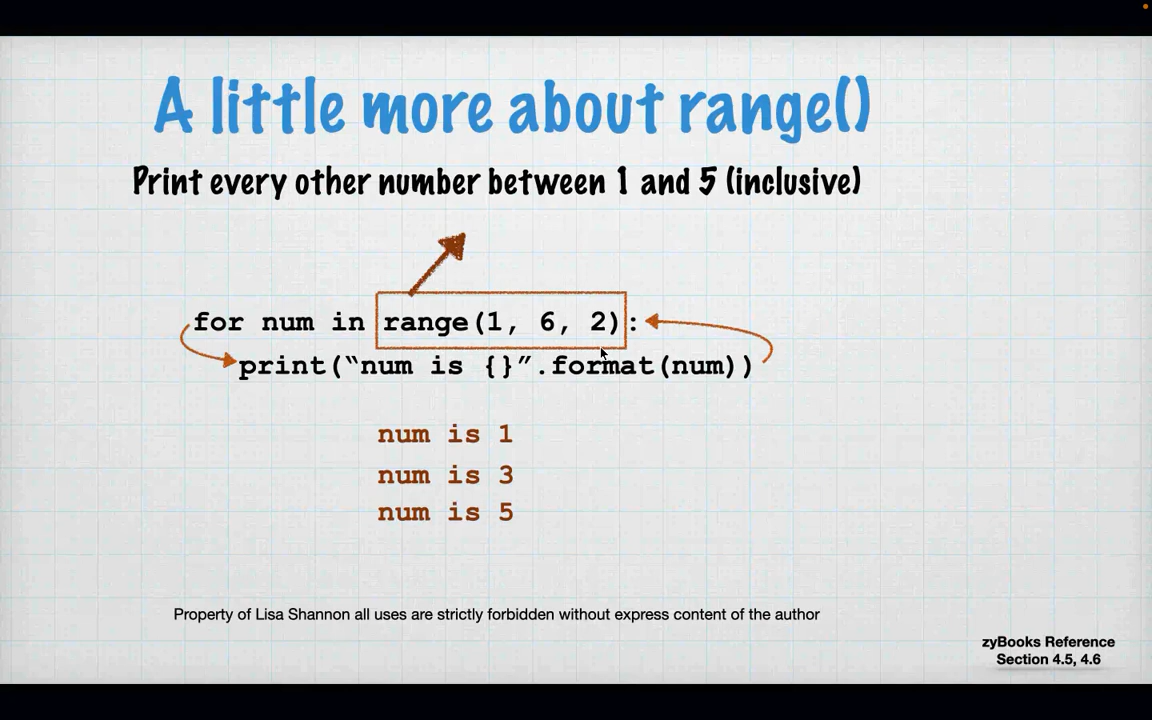 A little more about range()
Print every other number between 1 and 5 (inclusive)
for num in range(1, 6, 2):
print(“num is {}”.format(num))
num is 1
num is 3
num is 5
Property of Lisa Shannon all uses are strictly forbidden without express content of the author
zyBooks Reference
Section 4.5, 4.6